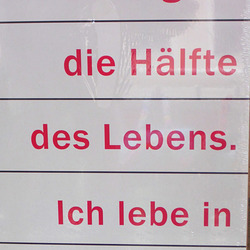 die Hälfte
des Lebens.
Ich lebe in